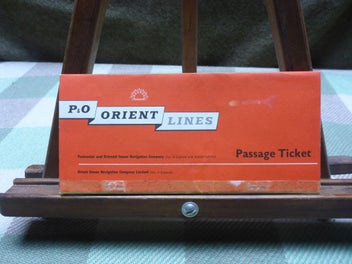 P&O ORIENT LINES
Peninsular and Oriental Steam Navigation Company
Passage Ticket
Orient Steam Navigation Company Limited